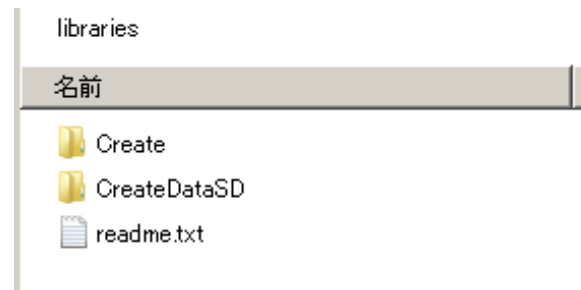 libraries
名前
Create
CreateDataSD
readme.txt